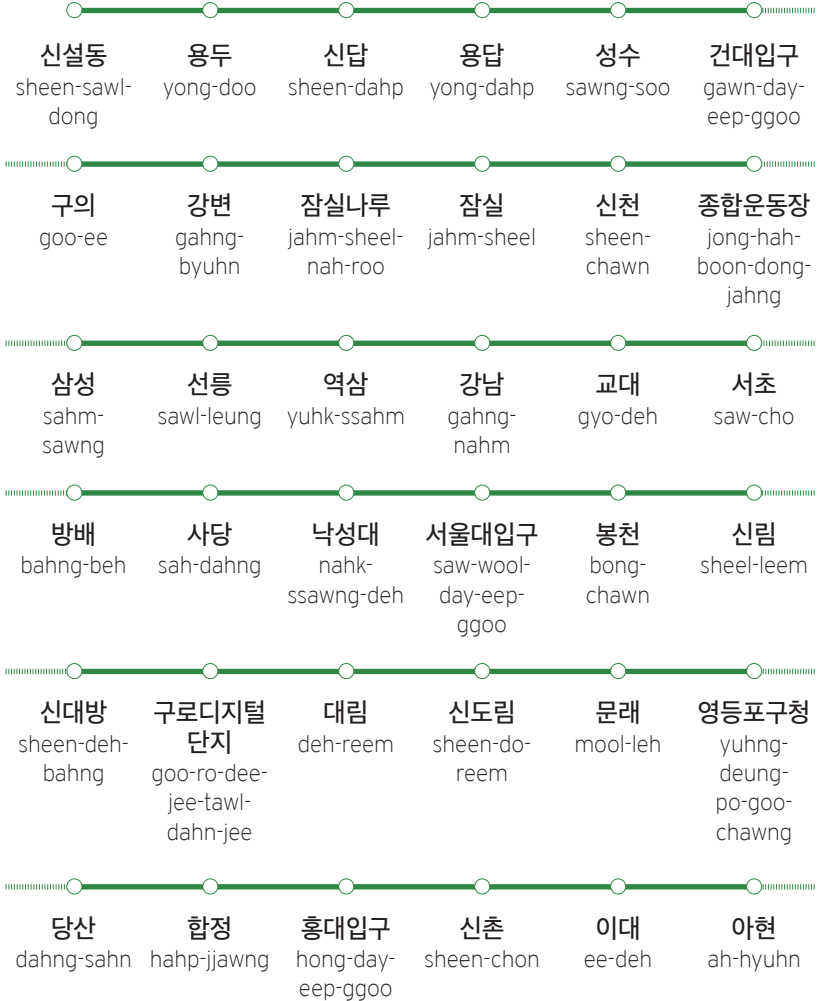 신설동 용두 신답 용답 성수 건대입구
sheen-sawl- yong-doo sheen-dahp yong-dahp sawng-soo gawn-day-
dong eep-ggoo
구의 강변 잠실나루 잠실 신천 종합운동장
goo-ee gahng- jahm-sheel- jahm-sheel sheen- jong-hah-
byuhn nah-roo chawn boon-dong-
jahng
삼성 선릉 역삼 강남 교대 서초
sahm- sawl-leung yuhk-ssahm gahng- gyo-deh saw-cho
sawng nahm
방배 사당 낙성대 서울대입구 봉천 신림
bahng-beh sah-dahng nahk- saw-wool- bong- sheel-leem
ssawng-deh day-eep- chawn
ggoo
신대방 구로디지털 대림 신도림 문래 영등포구청
sheen-deh- 단지 deh-reem sheen-do- mool-leh yuhng-
bahng goo-ro-dee- reem deung-
jee-tawl- po-goo-
dahn-jee chawng
당산 합정 홍대입구 신촌 이대 아현
dahng-sahn hahp-jjawng hong-day- sheen-chon ee-deh ah-hyuhn
eep-ggoo